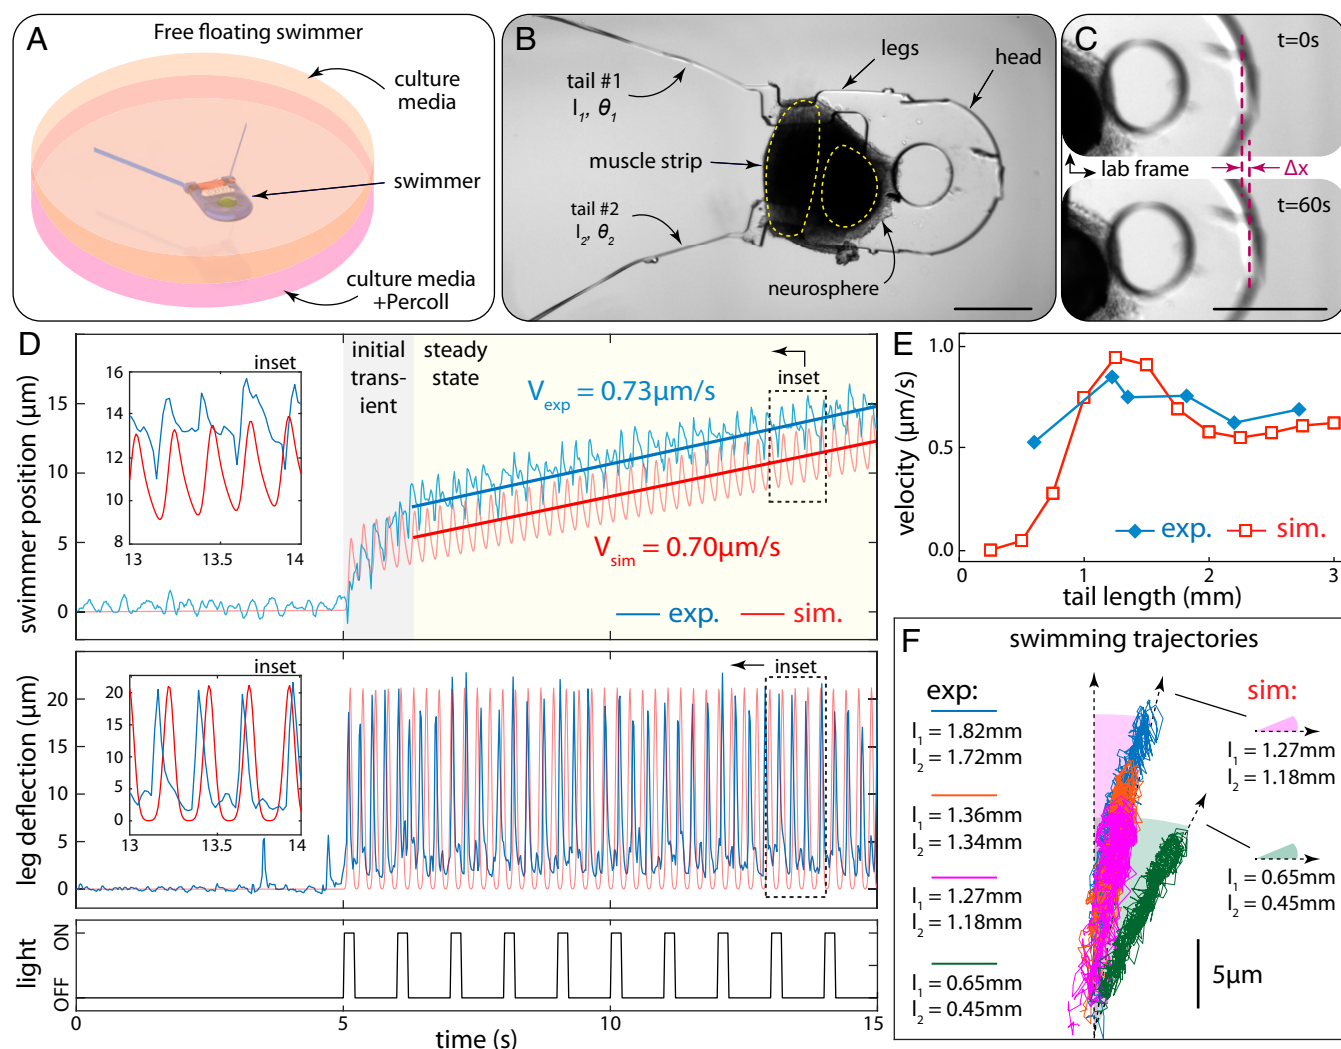 A
Free floating swimmer
culture
media
swimmer
culture media
+Percoll
B
tail #1
l1, θ1
legs
head
muscle strip
tail #2
l2, θ2
neurosphere
C
t=0s
lab frame
Δx
t=60s
D
initial
trans-
ient
steady
state
inset
Vexp = 0.73μm/s
Vsim = 0.70μm/s
exp.
sim.
swimmer position (μm)
15
10
5
0
inset
16
14
12
10
8
13
13.5
14
inset
leg deflection (μm)
20
15
10
5
0
inset
20
15
10
5
0
13
13.5
14
light
ON
OFF
0
5
10
15
time (s)
E
velocity (μm/s)
1.0
0.5
0.0
exp.
sim.
0
1
2
3
tail length (mm)
F
swimming trajectories
exp:
l1 = 1.82mm
l2 = 1.72mm
l1 = 1.36mm
l2 = 1.34mm
l1 = 1.27mm
l2 = 1.18mm
l1 = 0.65mm
l2 = 0.45mm
sim:
l1 = 1.27mm
l2 = 1.18mm
l1 = 0.65mm
l2 = 0.45mm
5μm